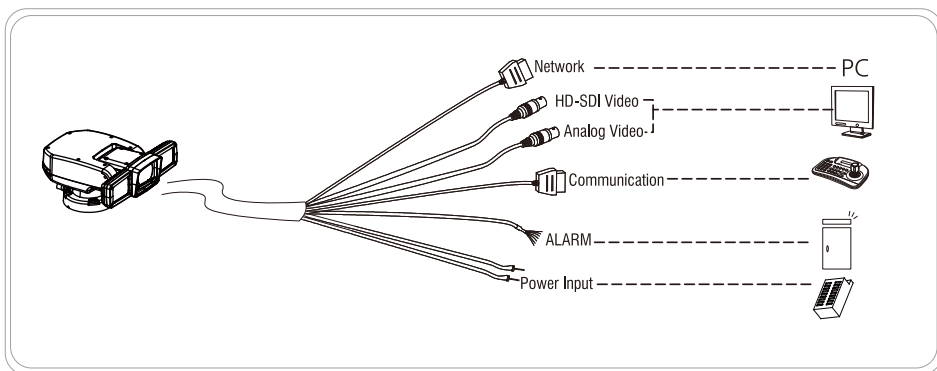 Network
PC
HD-SDI Video
Analog Video
Communication
ALARM
Power Input